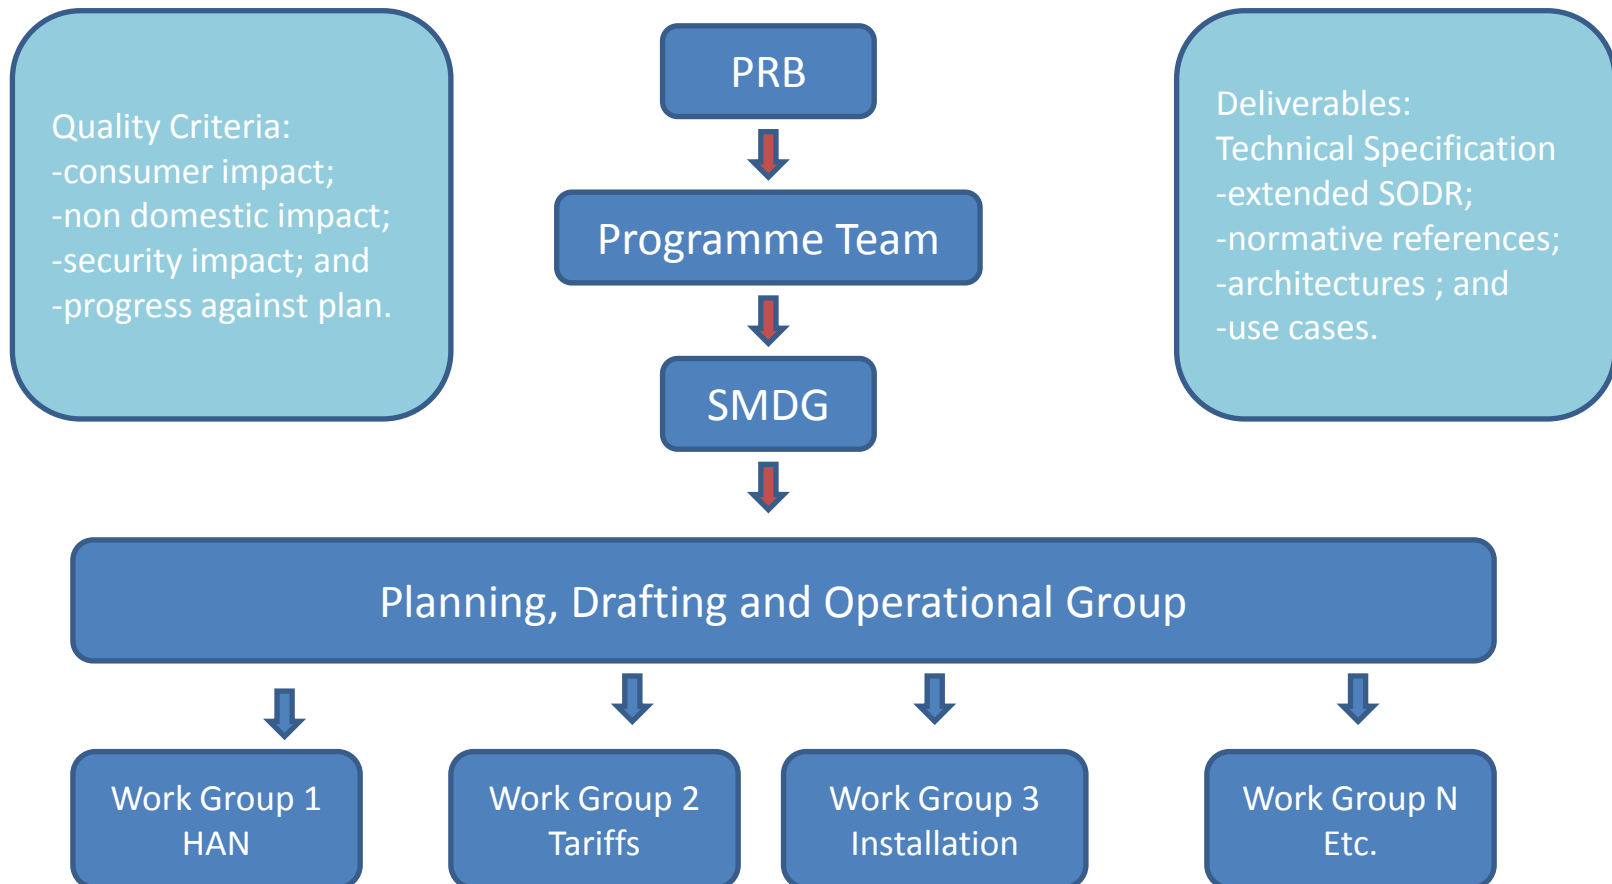 Quality Criteria:
-consumer impact;
-non domestic impact;
-security impact; and
-progress against plan.
PRB
Programme Team
SMDG
Deliverables:
Technical Specification
-extended SODR;
-normative references;
-architectures ; and
-use cases.
Planning, Drafting and Operational Group
Work Group 1
HAN
Work Group 2
Tariffs
Work Group 3
Installation
Work Group N
Etc.